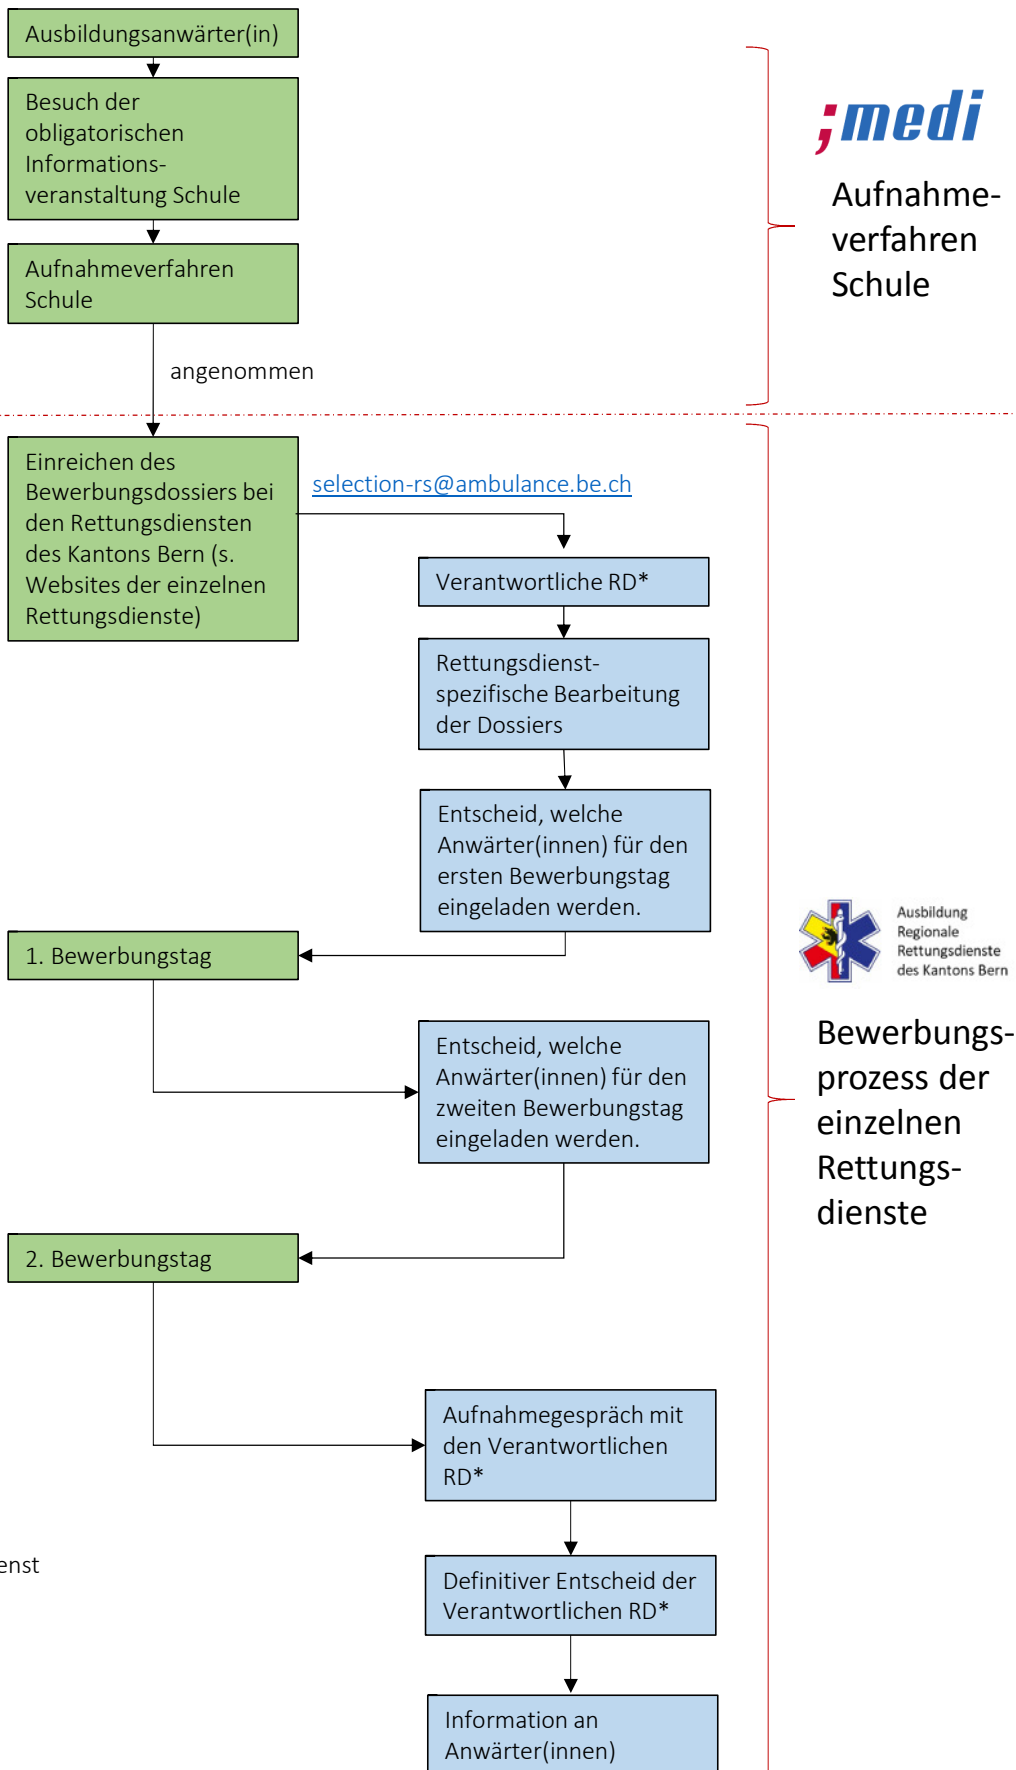 Ausbildungsanwärter(in)
Besuch der
obligatorischen
Informations-
veranstaltung Schule
Aufnahmeverfahren
Schule
angenommen
;medi
Aufnahme-
verfahren
Schule
Einreichen des
Bewerbungsdossiers bei
den Rettungsdiensten
des Kantons Bern (s.
Websites der einzelnen
Rettungsdienste)
selection-rs@ambulance.be.ch
Verantwortliche RD*
Rettungsdienst-
spezifische Bearbeitung
der Dossiers
Entscheid, welche
Anwärter(innen) für den
ersten Bewerbungstag
eingeladen werden.
1. Bewerbungstag
Entscheid, welche
Anwärter(innen) für den
zweiten Bewerbungstag
eingeladen werden.
2. Bewerbungstag
Ausbildung
Regionale
Rettungsdienste
des Kantons Bern
Bewerbungs-
prozess der
einzelnen
Rettungs-
dienste
Aufnahmegespräch mit
den Verantwortlichen
RD*
enst
Definitiver Entscheid der
Verantwortlichen RD*
Information an
Anwärter(innen)